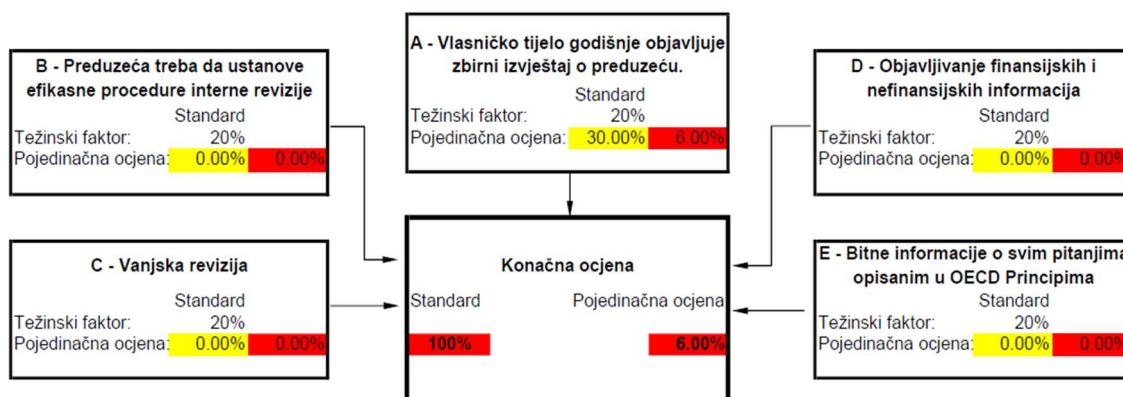 B - Preduzeća treba da ustanove
efikasne procedure interne revizije
Standard
Težinski faktor: 20%
Pojedinačna ocjena: 0.00% 0.00%
A - Vlasničko tijelo godišnje objavljuje
zbirni izvještaj o preduzeću.
Standard
Težinski faktor: 20%
Pojedinačna ocjena: 30.00% 6.00%
D - Objavljivanje finansijskih i
nefinansijskih informacija
Standard
Težinski faktor: 20%
Pojedinačna ocjena: 0.00% 0.00%
C - Vanjska revizija
Standard
Težinski faktor: 20%
Pojedinačna ocjena: 0.00% 0.00%
Konačna ocjena
Standard Pojedinačna ocjena
100% 6.00%
E - Bitne informacije o svim pitanjima
opisanim u OECD Principima
Standard
Težinski faktor: 20%
Pojedinačna ocjena: 0.00% 0.00%